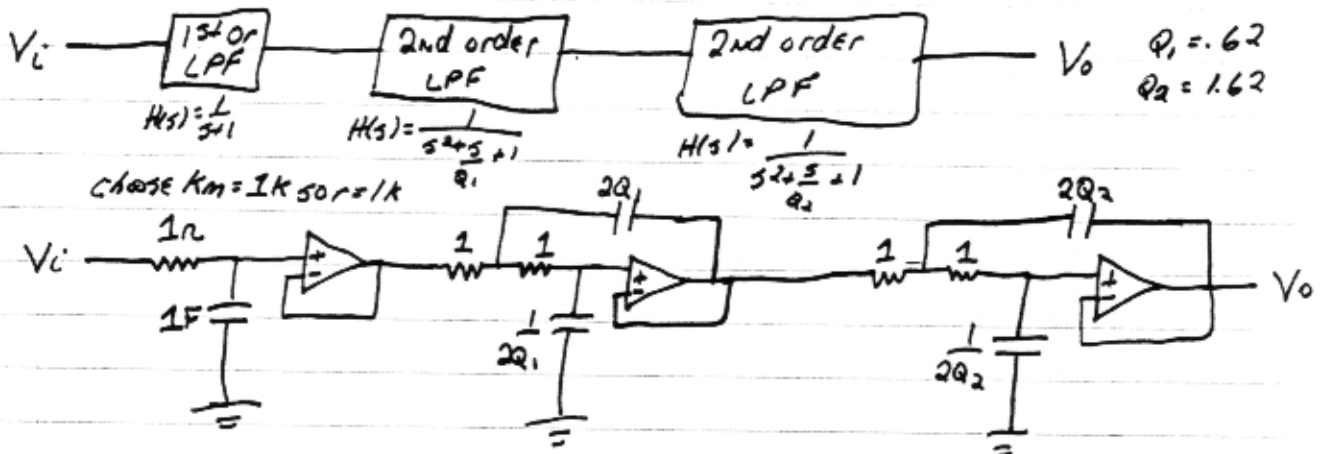 Vi 1st or 2nd order 2nd order Vo Q1 = .62
LPF LPF LPF Q2 = 1.62
H(s) = 1/(s+1) H(s) = 1/(s² + s/Q1 + 1) H(s) = 1/(s² + s/Q2 + 1)
choose Km = 1K so r = 1k
2Q1 2Q2
1Ω 1 1 1 1
Vi + - + - + - Vo
1F 1/2Q1 1/2Q2